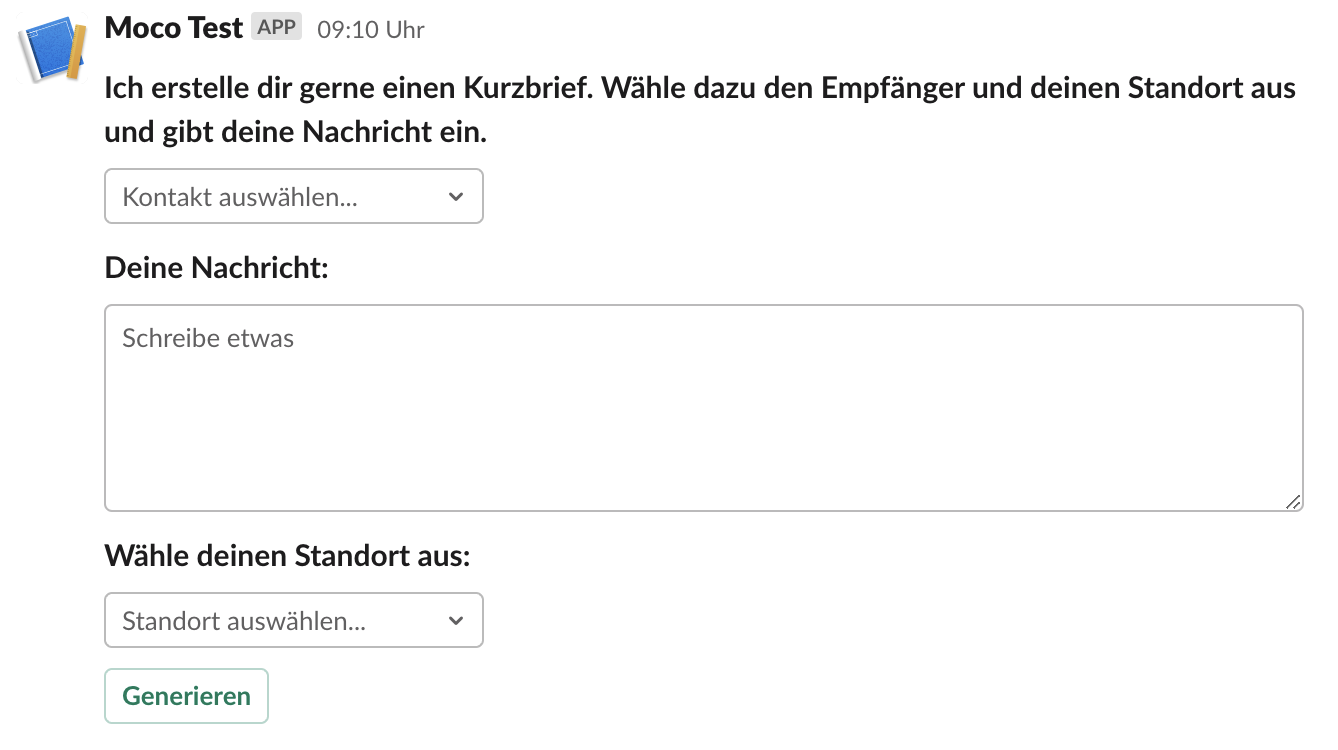 Moco Test APP 09:10 Uhr
Ich erstelle dir gerne einen Kurzbrief. Wähle dazu den Empfänger und deinen Standort aus
und gibt deine Nachricht ein.
Kontakt auswählen...
Deine Nachricht:
Schreibe etwas
Wähle deinen Standort aus:
Standort auswählen...
Generieren